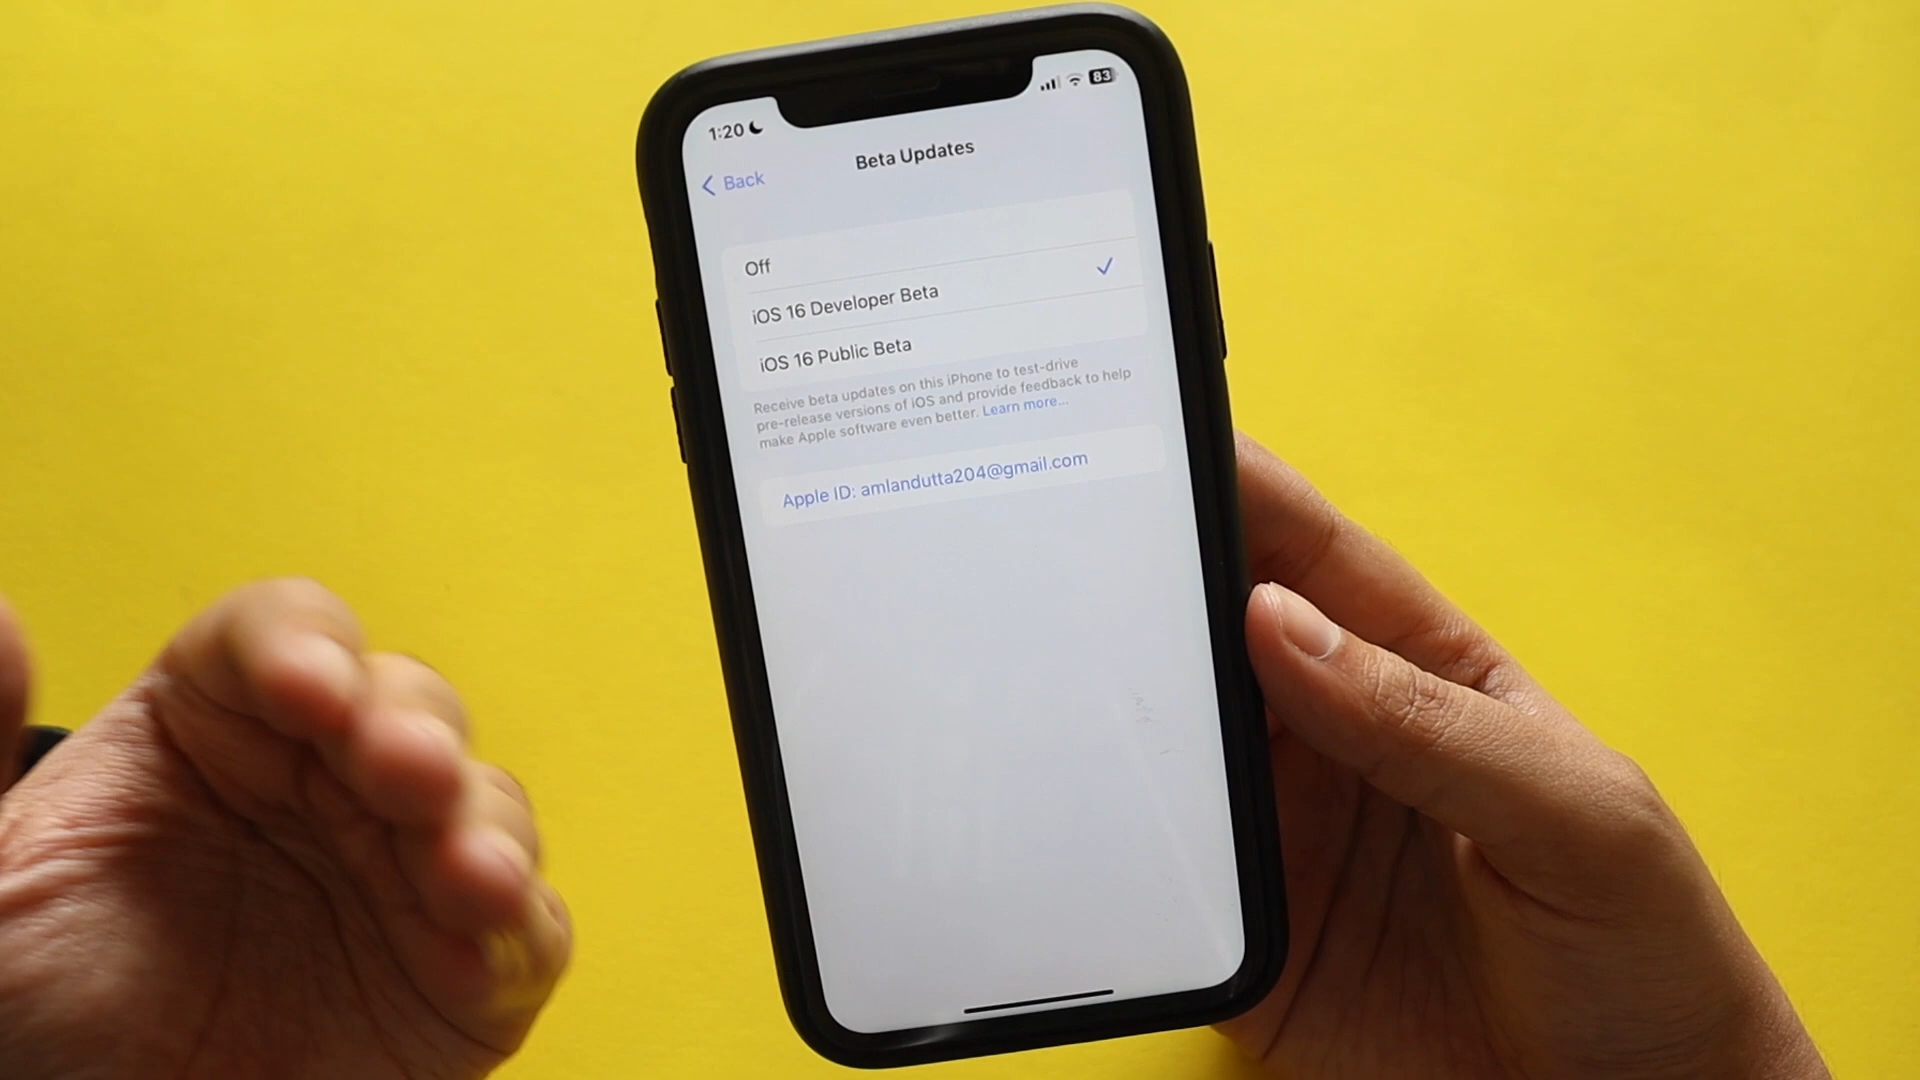 1:20
83
Beta Updates
Back
Off
iOS 16 Developer Beta
iOS 16 Public Beta
Receive beta updates on this iPhone to test-drive
pre-release versions of iOS and provide feedback to help
make Apple software even better. Learn more...
Apple ID: amlandutta204@gmail.com